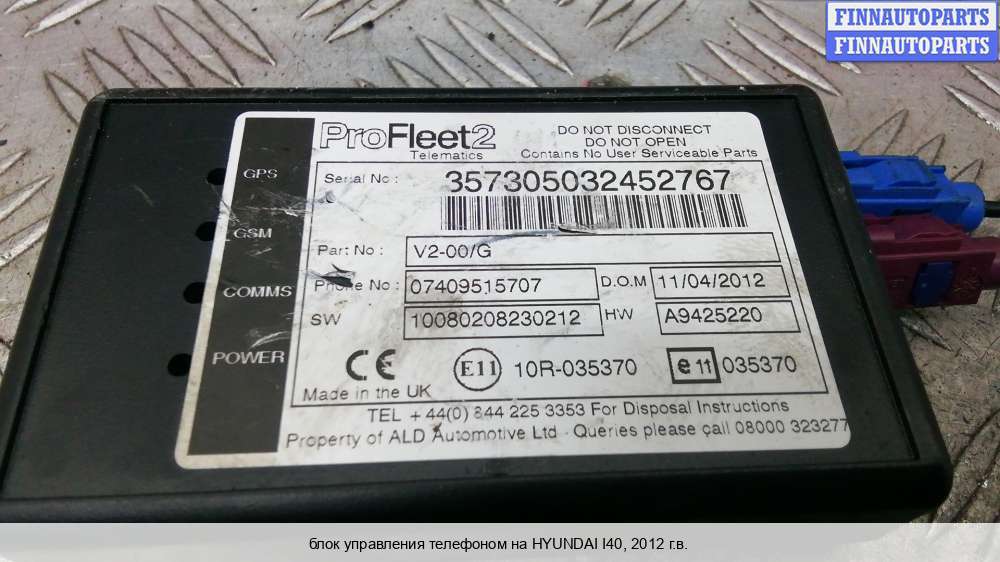 FINNAUTOPARTS
FINNAUTOPARTS
ProFleet2
Telematics
DO NOT DISCONNECT
DO NOT OPEN
Contains No User Serviceable Parts
GPS
Serial No : 357305032452767
GSM
Part No : V2-00/G
COMMS
Phone No : 07409515707 D.O.M 11/04/2012
SW 10080208230212 HW A9425220
POWER
CE E11 10R-035370 e11 035370
Made in the UK
TEL + 44(0) 844 225 3353 For Disposal Instructions
Property of ALD Automotive Ltd - Queries please call 08000 323277
блок управления телефоном на HYUNDAI I40, 2012 г.в.